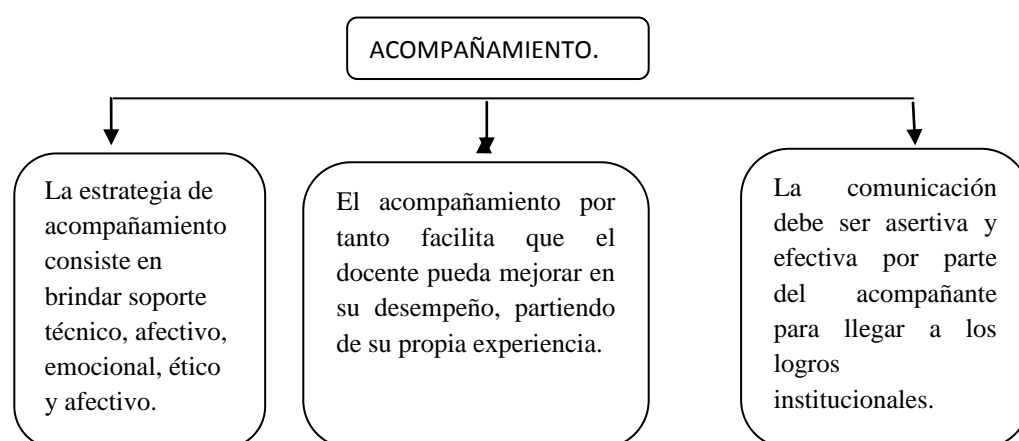 ACOMPAÑAMIENTO.
La estrategia de
acompañamiento
consiste en
brindar soporte
técnico, afectivo,
emocional, ético
y afectivo.
El acompañamiento por
tanto facilita que el
docente pueda mejorar en
su desempeño, partiendo
de su propia experiencia.
La comunicación
debe ser asertiva y
efectiva por parte
del acompañante
para llegar a los
logros
institucionales.